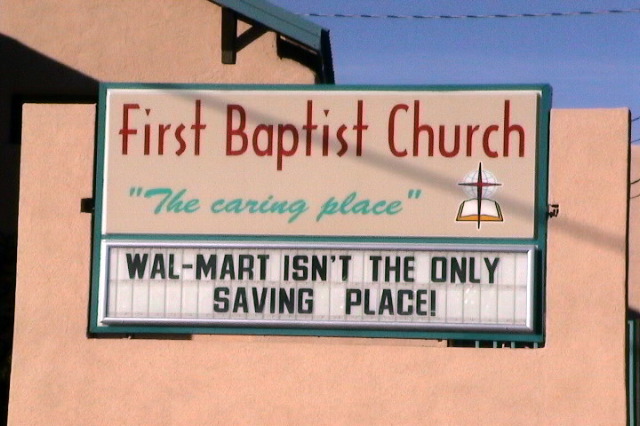 First Baptist Church
"The caring place"
WAL-MART ISN'T THE ONLY
SAVING PLACE!